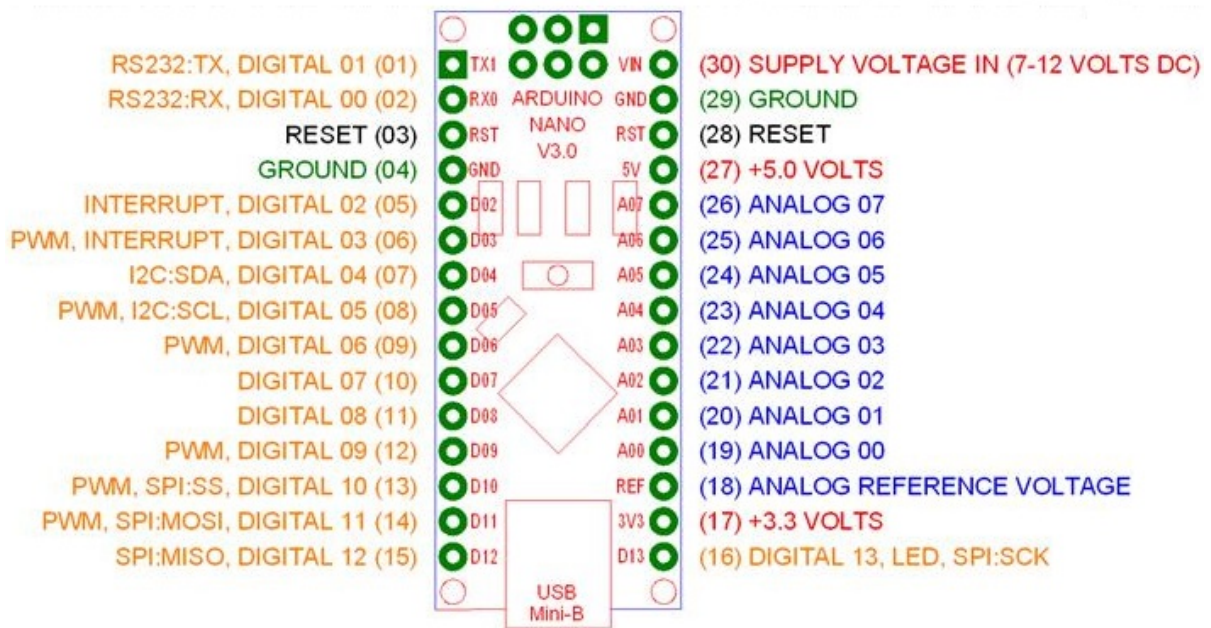 RS232:TX, DIGITAL 01 (01)
RS232:RX, DIGITAL 00 (02)
RESET (03)
GROUND (04)
INTERRUPT, DIGITAL 02 (05)
PWM, INTERRUPT, DIGITAL 03 (06)
I2C:SDA, DIGITAL 04 (07)
PWM, I2C:SCL, DIGITAL 05 (08)
PWM, DIGITAL 06 (09)
DIGITAL 07 (10)
DIGITAL 08 (11)
PWM, DIGITAL 09 (12)
PWM, SPI:SS, DIGITAL 10 (13)
PWM, SPI:MOSI, DIGITAL 11 (14)
SPI:MISO, DIGITAL 12 (15)
TX1
RX0
RST
GND
D02
D03
D04
D05
D06
D07
D08
D09
D10
D11
D12
ARDUINO
NANO
V3.0
USB
Mini-B
VIN
GND
RST
5V
A07
A06
A05
A04
A03
A02
A01
A00
REF
3V3
D13
(30) SUPPLY VOLTAGE IN (7-12 VOLTS DC)
(29) GROUND
(28) RESET
(27) +5.0 VOLTS
(26) ANALOG 07
(25) ANALOG 06
(24) ANALOG 05
(23) ANALOG 04
(22) ANALOG 03
(21) ANALOG 02
(20) ANALOG 01
(19) ANALOG 00
(18) ANALOG REFERENCE VOLTAGE
(17) +3.3 VOLTS
(16) DIGITAL 13, LED, SPI:SCK